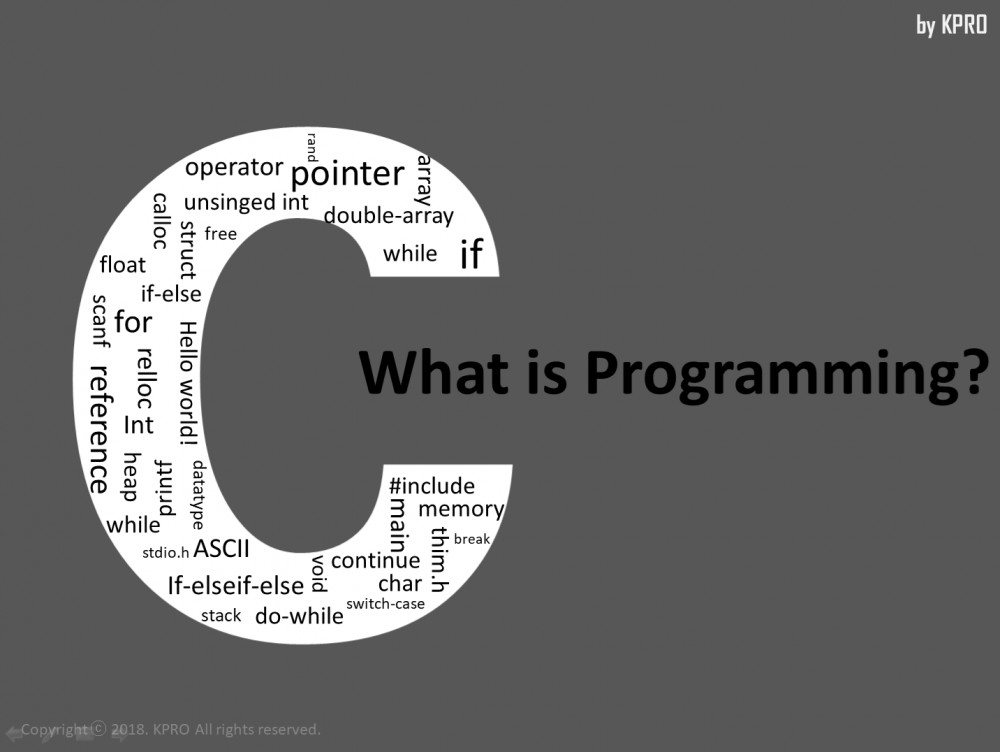 by KPRO
rand
operator
pointer
array
unsinged int
double-array
calloc
struct
free
while
if
float
if-else
scanf
for
Hello world!
relloc
reference
Int
What is Programming?
heap
printf
datatype
#include
memory
main
while
stdio.h
ASCII
thim.h
break
void
continue
If-elseif-else
char
switch-case
stack
do-while
Copyright ⓒ 2018. KPRO All rights reserved.